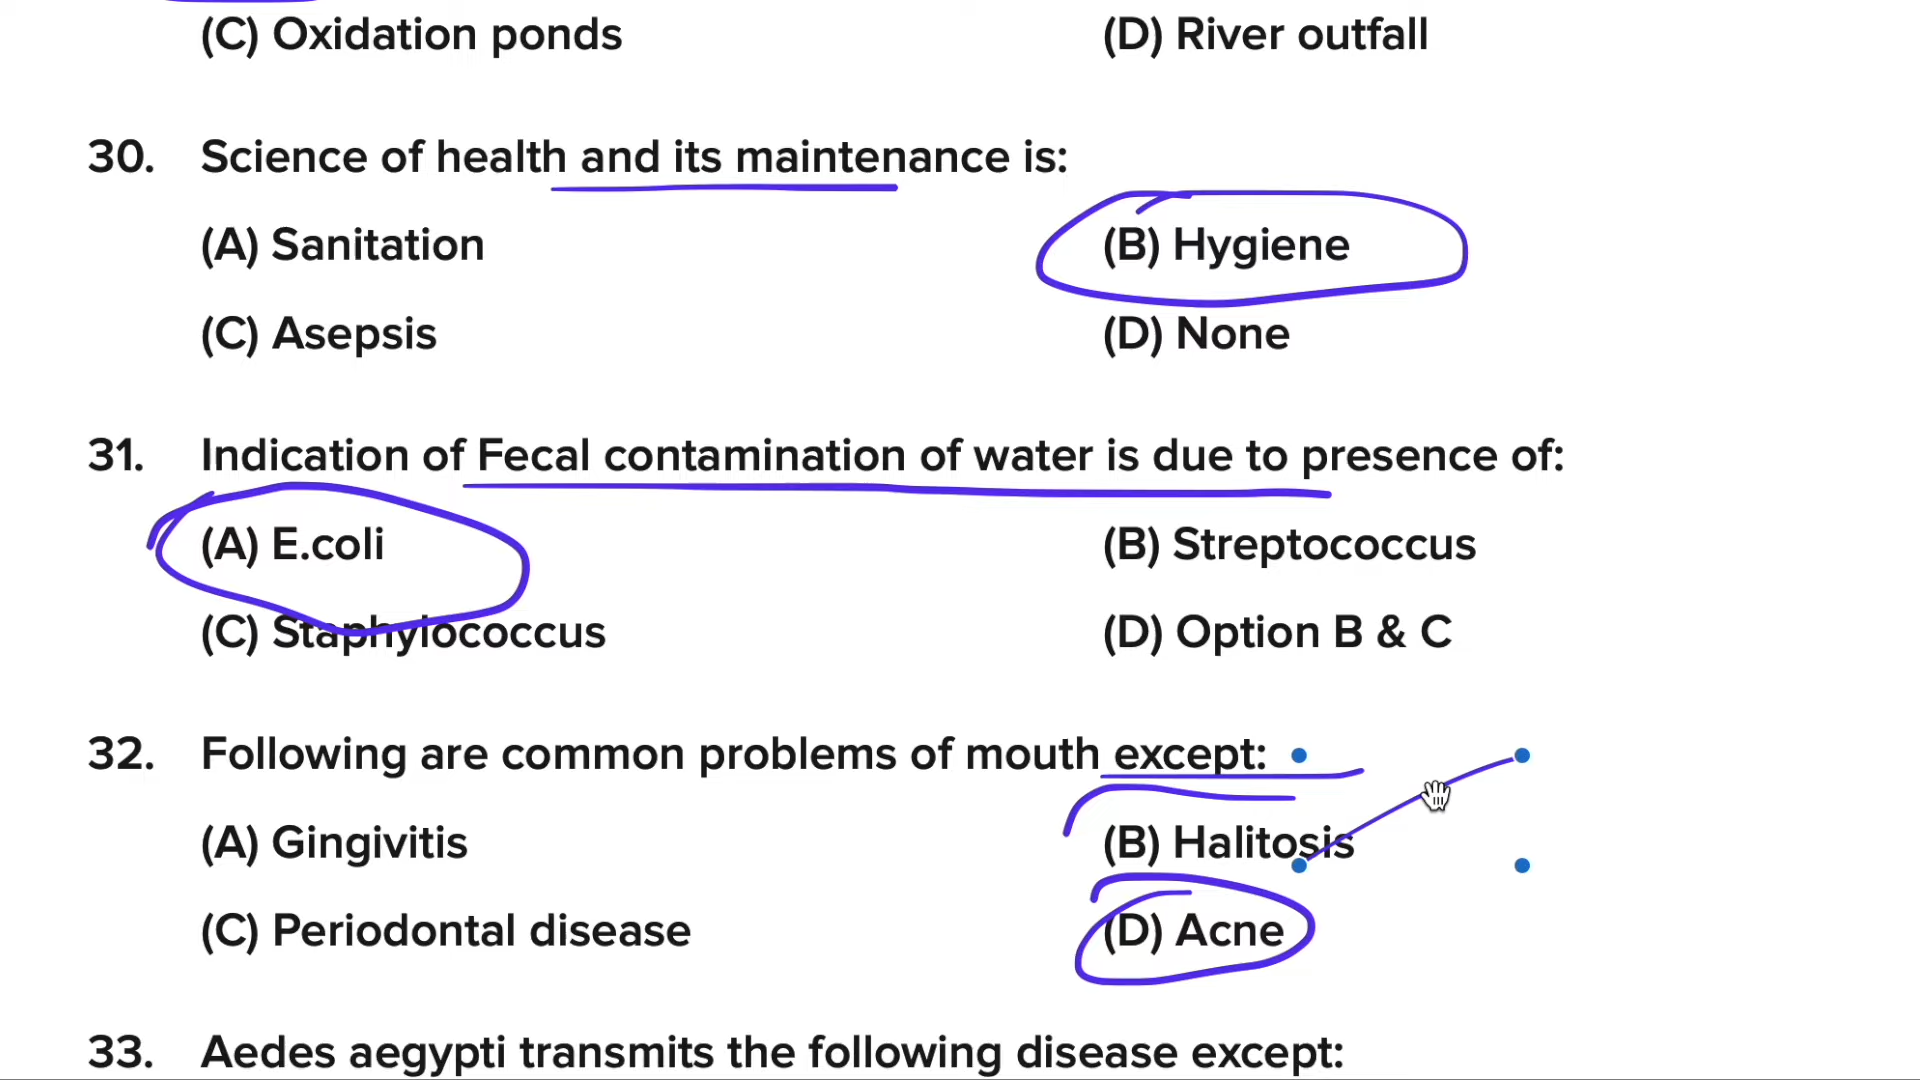 (C) Oxidation ponds (D) River outfall
30. Science of health and its maintenance is:
(A) Sanitation (B) Hygiene
(C) Asepsis (D) None
31. Indication of Fecal contamination of water is due to presence of:
(A) E.coli (B) Streptococcus
(C) Staphylococcus (D) Option B & C
32. Following are common problems of mouth except:
(A) Gingivitis (B) Halitosis
(C) Periodontal disease (D) Acne
33. Aedes aegypti transmits the following disease except: